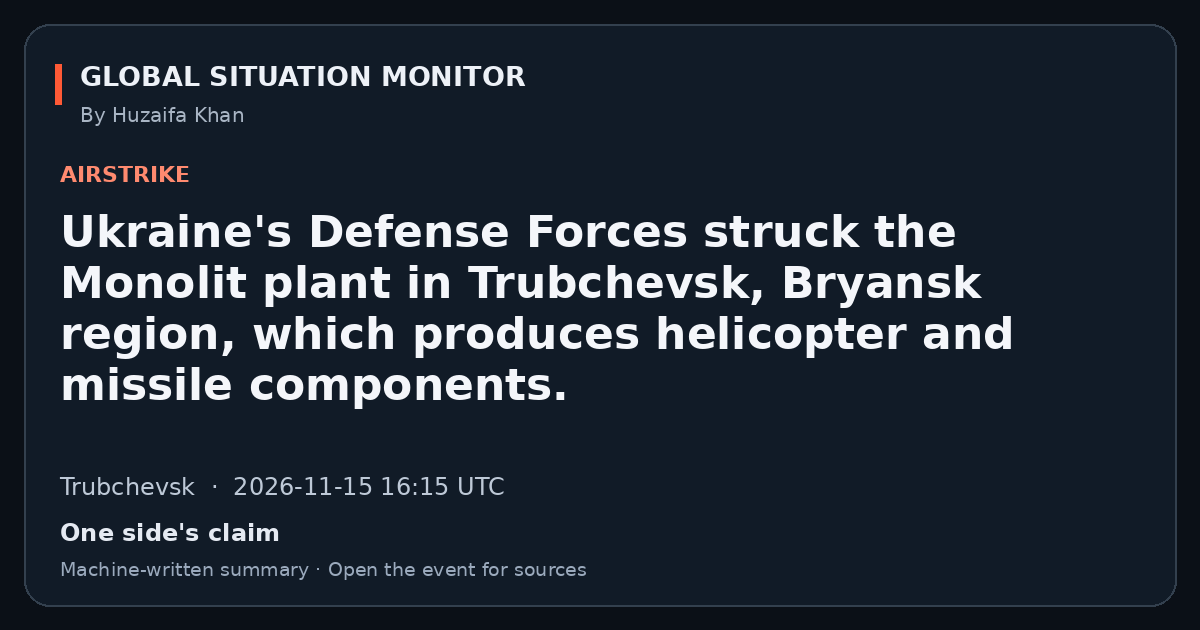 GLOBAL SITUATION MONITOR
By Huzaifa Khan
AIRSTRIKE
Ukraine's Defense Forces struck the
Monolit plant in Trubchevsk, Bryansk
region, which produces helicopter and
missile components.
Trubchevsk · 2026-11-15 16:15 UTC
One side's claim
Machine-written summary · Open the event for sources